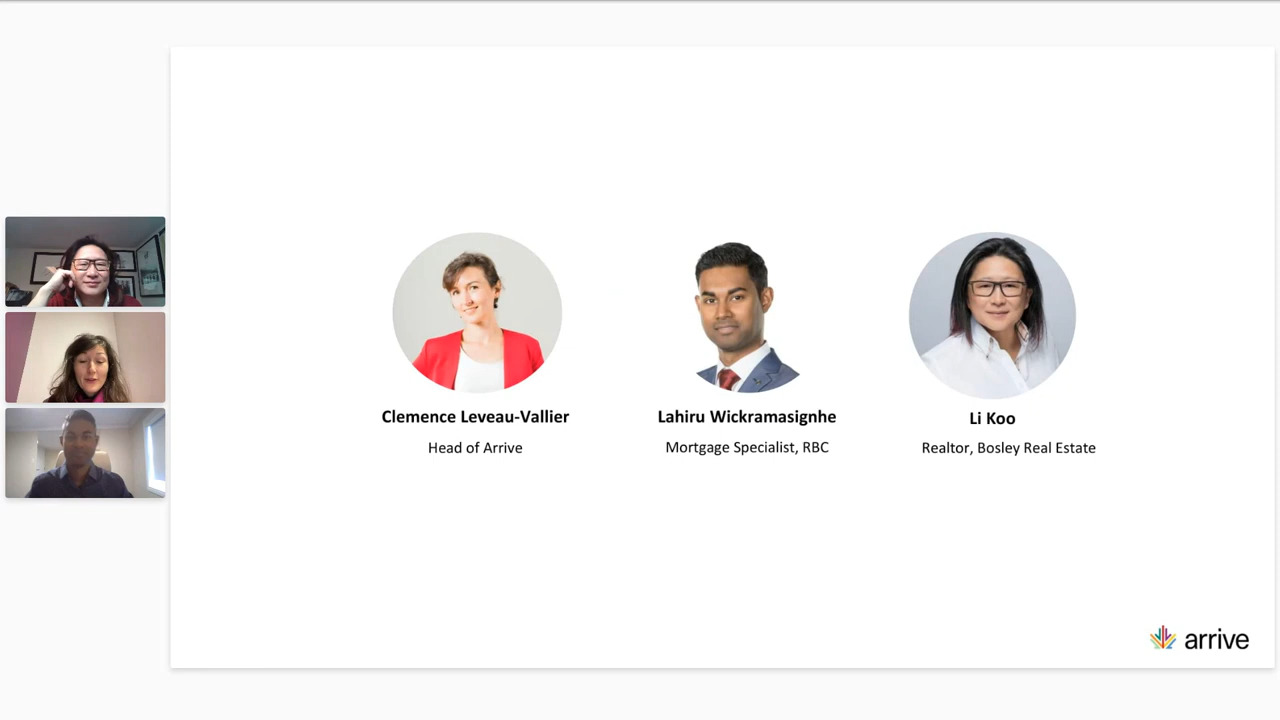 Clemence Leveau-Vallier
Head of Arrive
Lahiru Wickramasignhe
Mortgage Specialist, RBC
Li Koo
Realtor, Bosley Real Estate
arrive